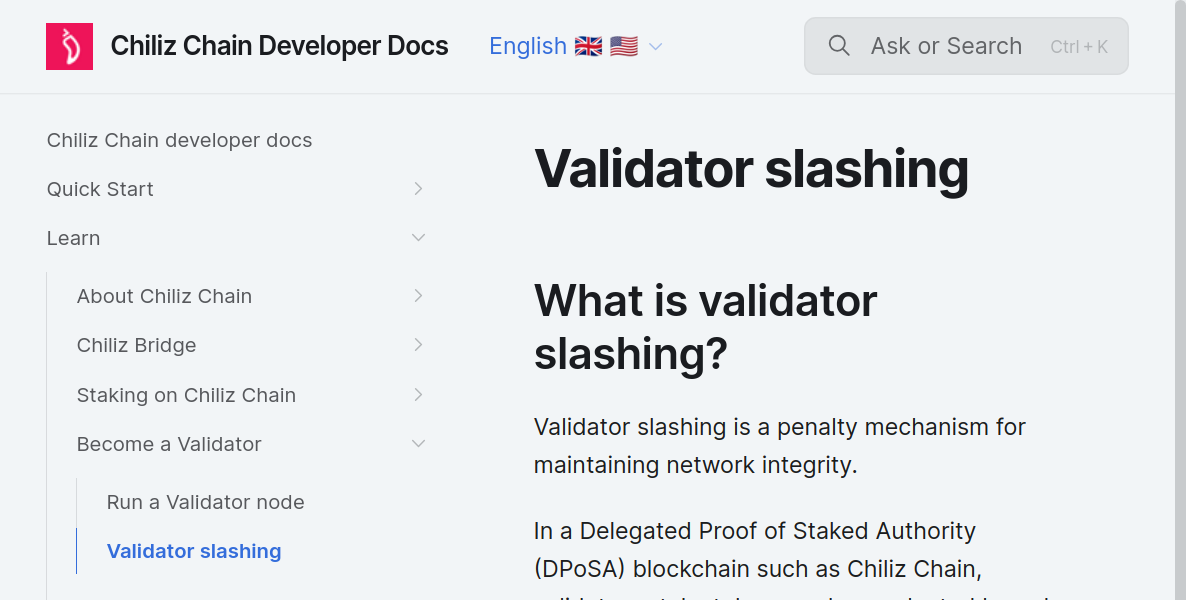 Chiliz Chain Developer Docs
English 🇬🇧 🇺🇸
Ask or Search Ctrl + K
Chiliz Chain developer docs
Quick Start
Learn
About Chiliz Chain
Chiliz Bridge
Staking on Chiliz Chain
Become a Validator
Run a Validator node
Validator slashing
Validator slashing
What is validator
slashing?
Validator slashing is a penalty mechanism for
maintaining network integrity.
In a Delegated Proof of Staked Authority
(DPoSA) blockchain such as Chiliz Chain,